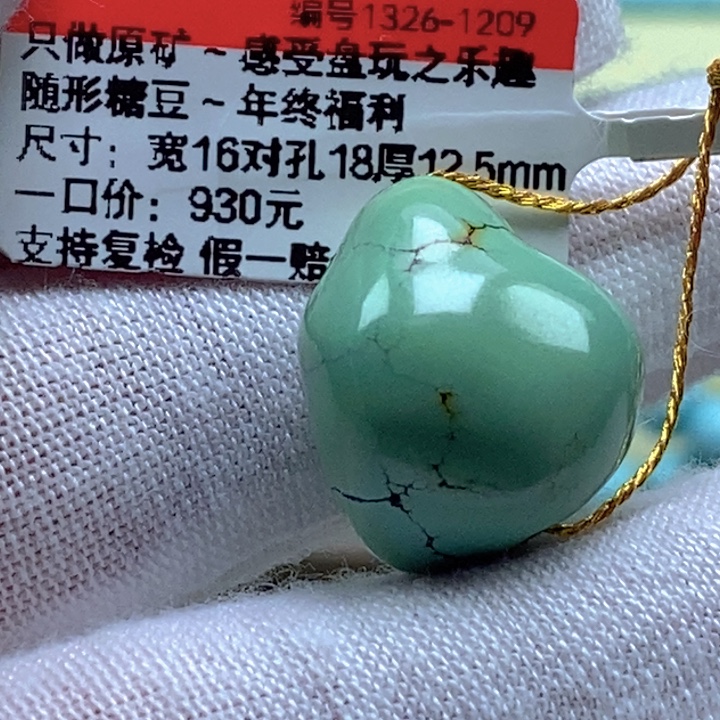 编号1326-1209
只做原矿~感受盘玩之乐趣
随形糖豆~年终福利
尺寸：宽16对孔18厚12.5mm
一口价：930元
支持复检 假一赔